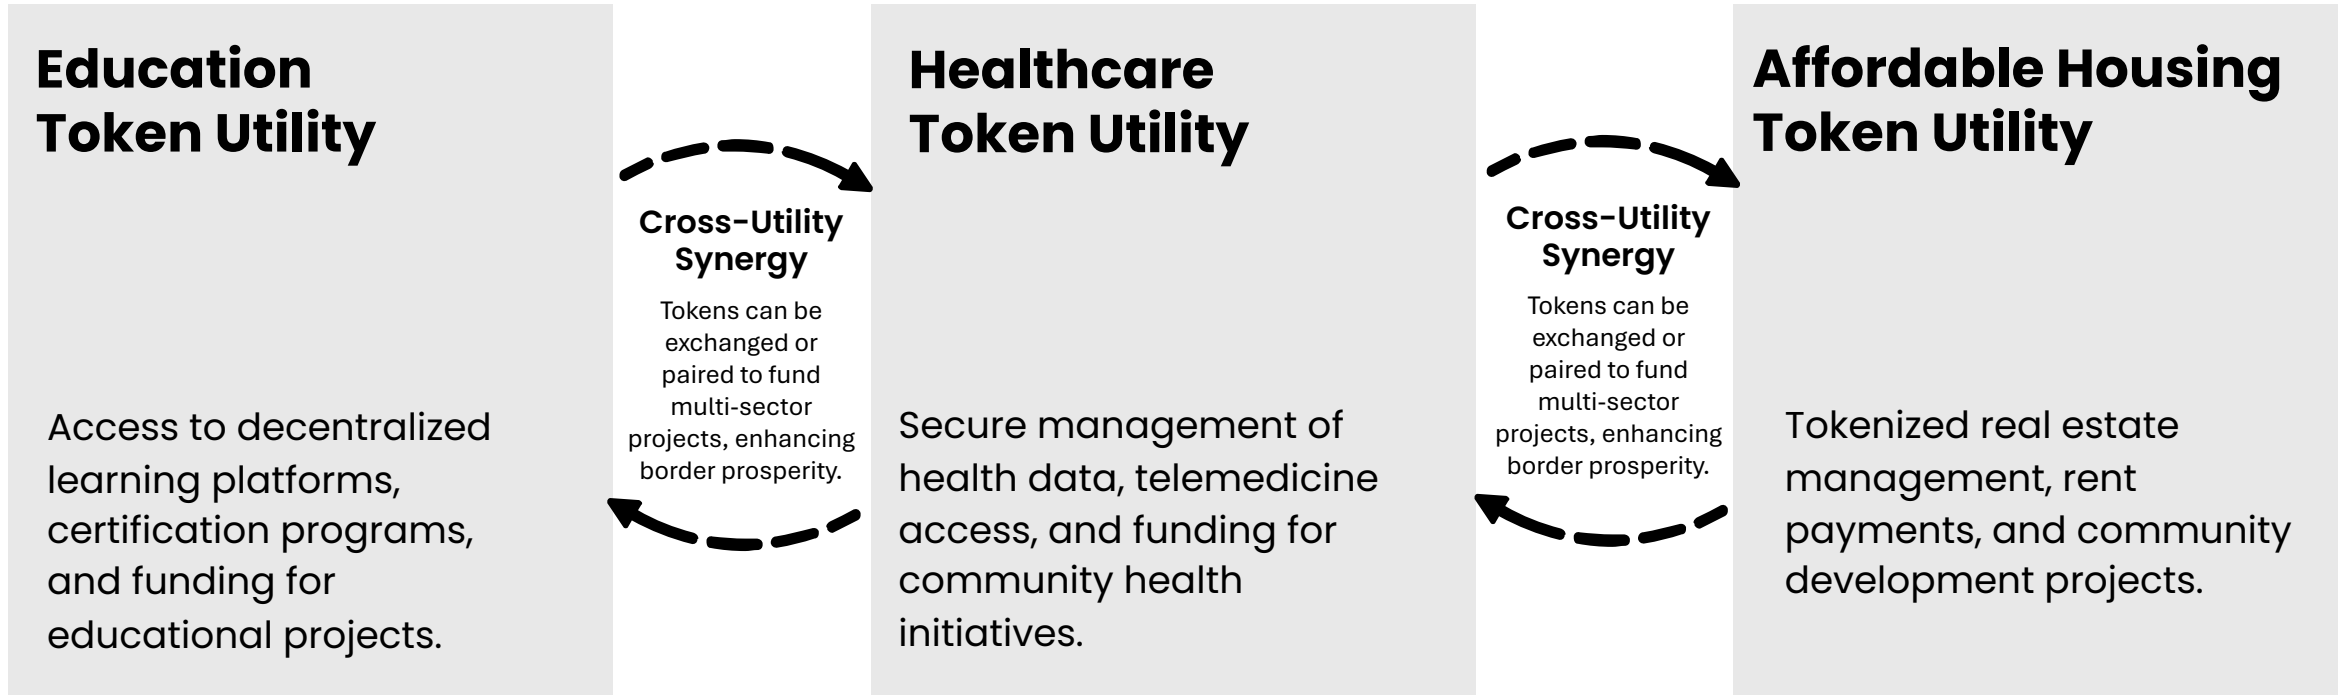 Education
Token Utility
Access to decentralized
learning platforms,
certification programs,
and funding for
educational projects.
Cross-Utility
Synergy
Tokens can be
exchanged or
paired to fund
multi-sector
projects, enhancing
border prosperity.
Healthcare
Token Utility
Secure management of
health data, telemedicine
access, and funding for
community health
initiatives.
Cross-Utility
Synergy
Tokens can be
exchanged or
paired to fund
multi-sector
projects, enhancing
border prosperity.
Affordable Housing
Token Utility
Tokenized real estate
management, rent
payments, and community
development projects.